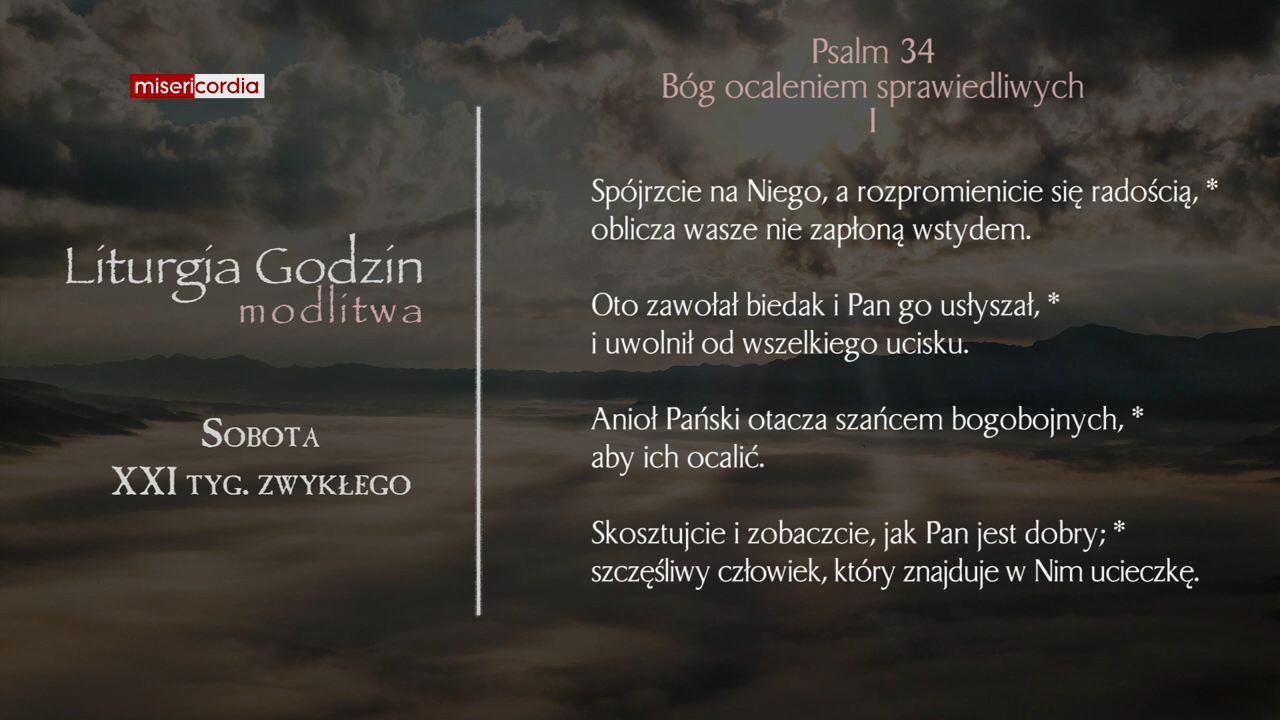 misericordia
Liturgia Godzin
modlitwa
Sobota
XXI tyg. zwykłego
Psalm 34
Bóg ocaleniem sprawiedliwych
I
Spójrzcie na Niego, a rozpromienicie się radością, *
oblicza wasze nie zapłoną wstydem.
Oto zawołał biedak i Pan go usłyszał, *
i uwolnił od wszelkiego ucisku.
Anioł Pański otacza szańcem bogobojnych, *
aby ich ocalić.
Skosztujcie i zobaczcie, jak Pan jest dobry; *
szczęśliwy człowiek, który znajduje w Nim ucieczkę.